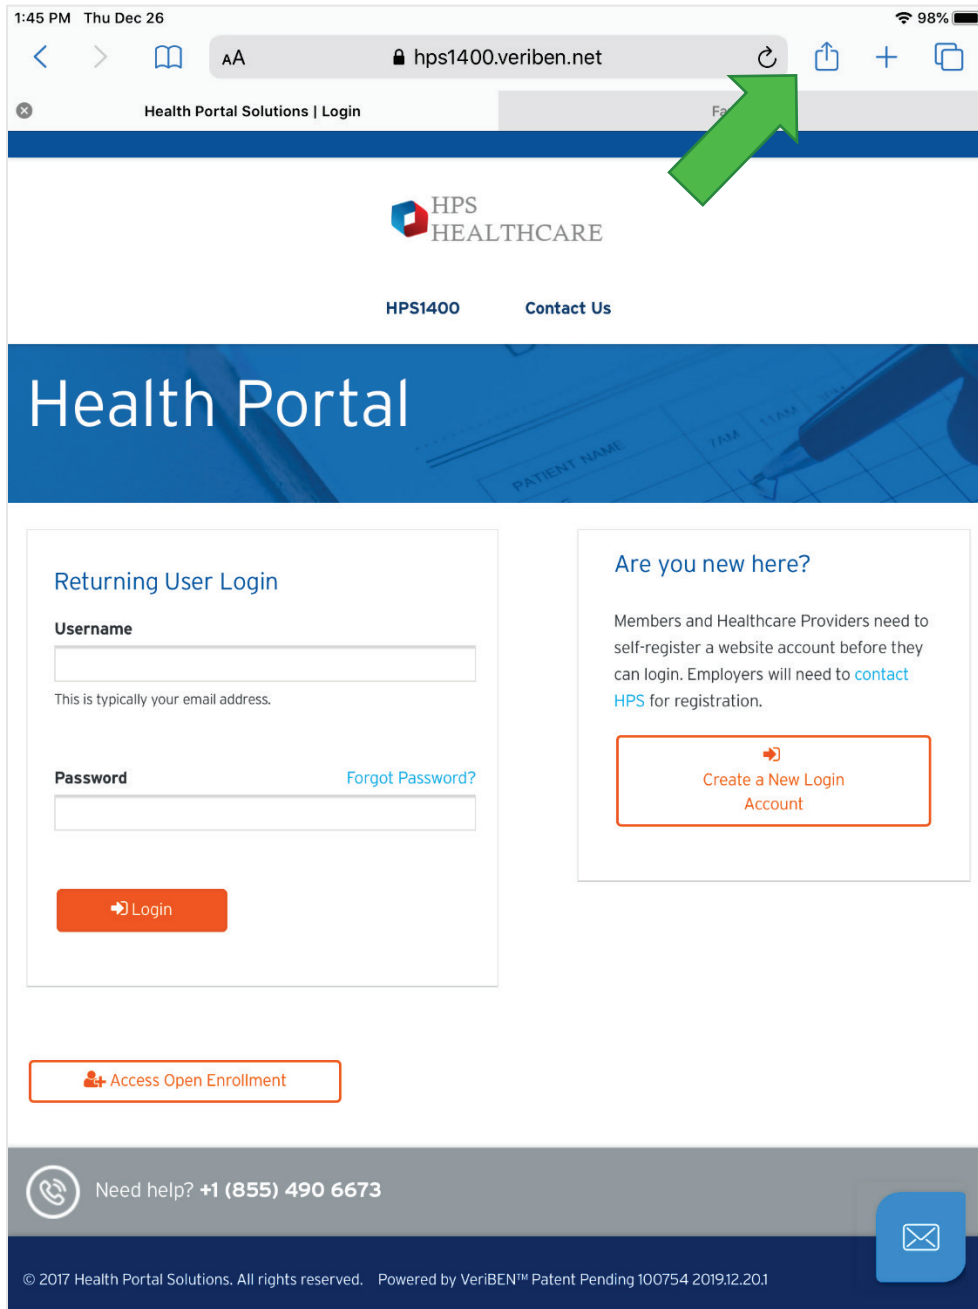 1:45 PM Thu Dec 26 98%
AA hps1400.veriben.net
Health Portal Solutions | Login
HPS
HEALTHCARE
HPS1400 Contact Us
Health Portal
PATIENT NAME 7AM 11AM
Returning User Login
Username
This is typically your email address.
Password Forgot Password?
Login
Are you new here?
Members and Healthcare Providers need to
self-register a website account before they
can login. Employers will need to contact
HPS for registration.
Create a New Login
Account
Access Open Enrollment
Need help? +1 (855) 490 6673
© 2017 Health Portal Solutions. All rights reserved. Powered by VeriBEN™ Patent Pending 100754 2019.12.20.1